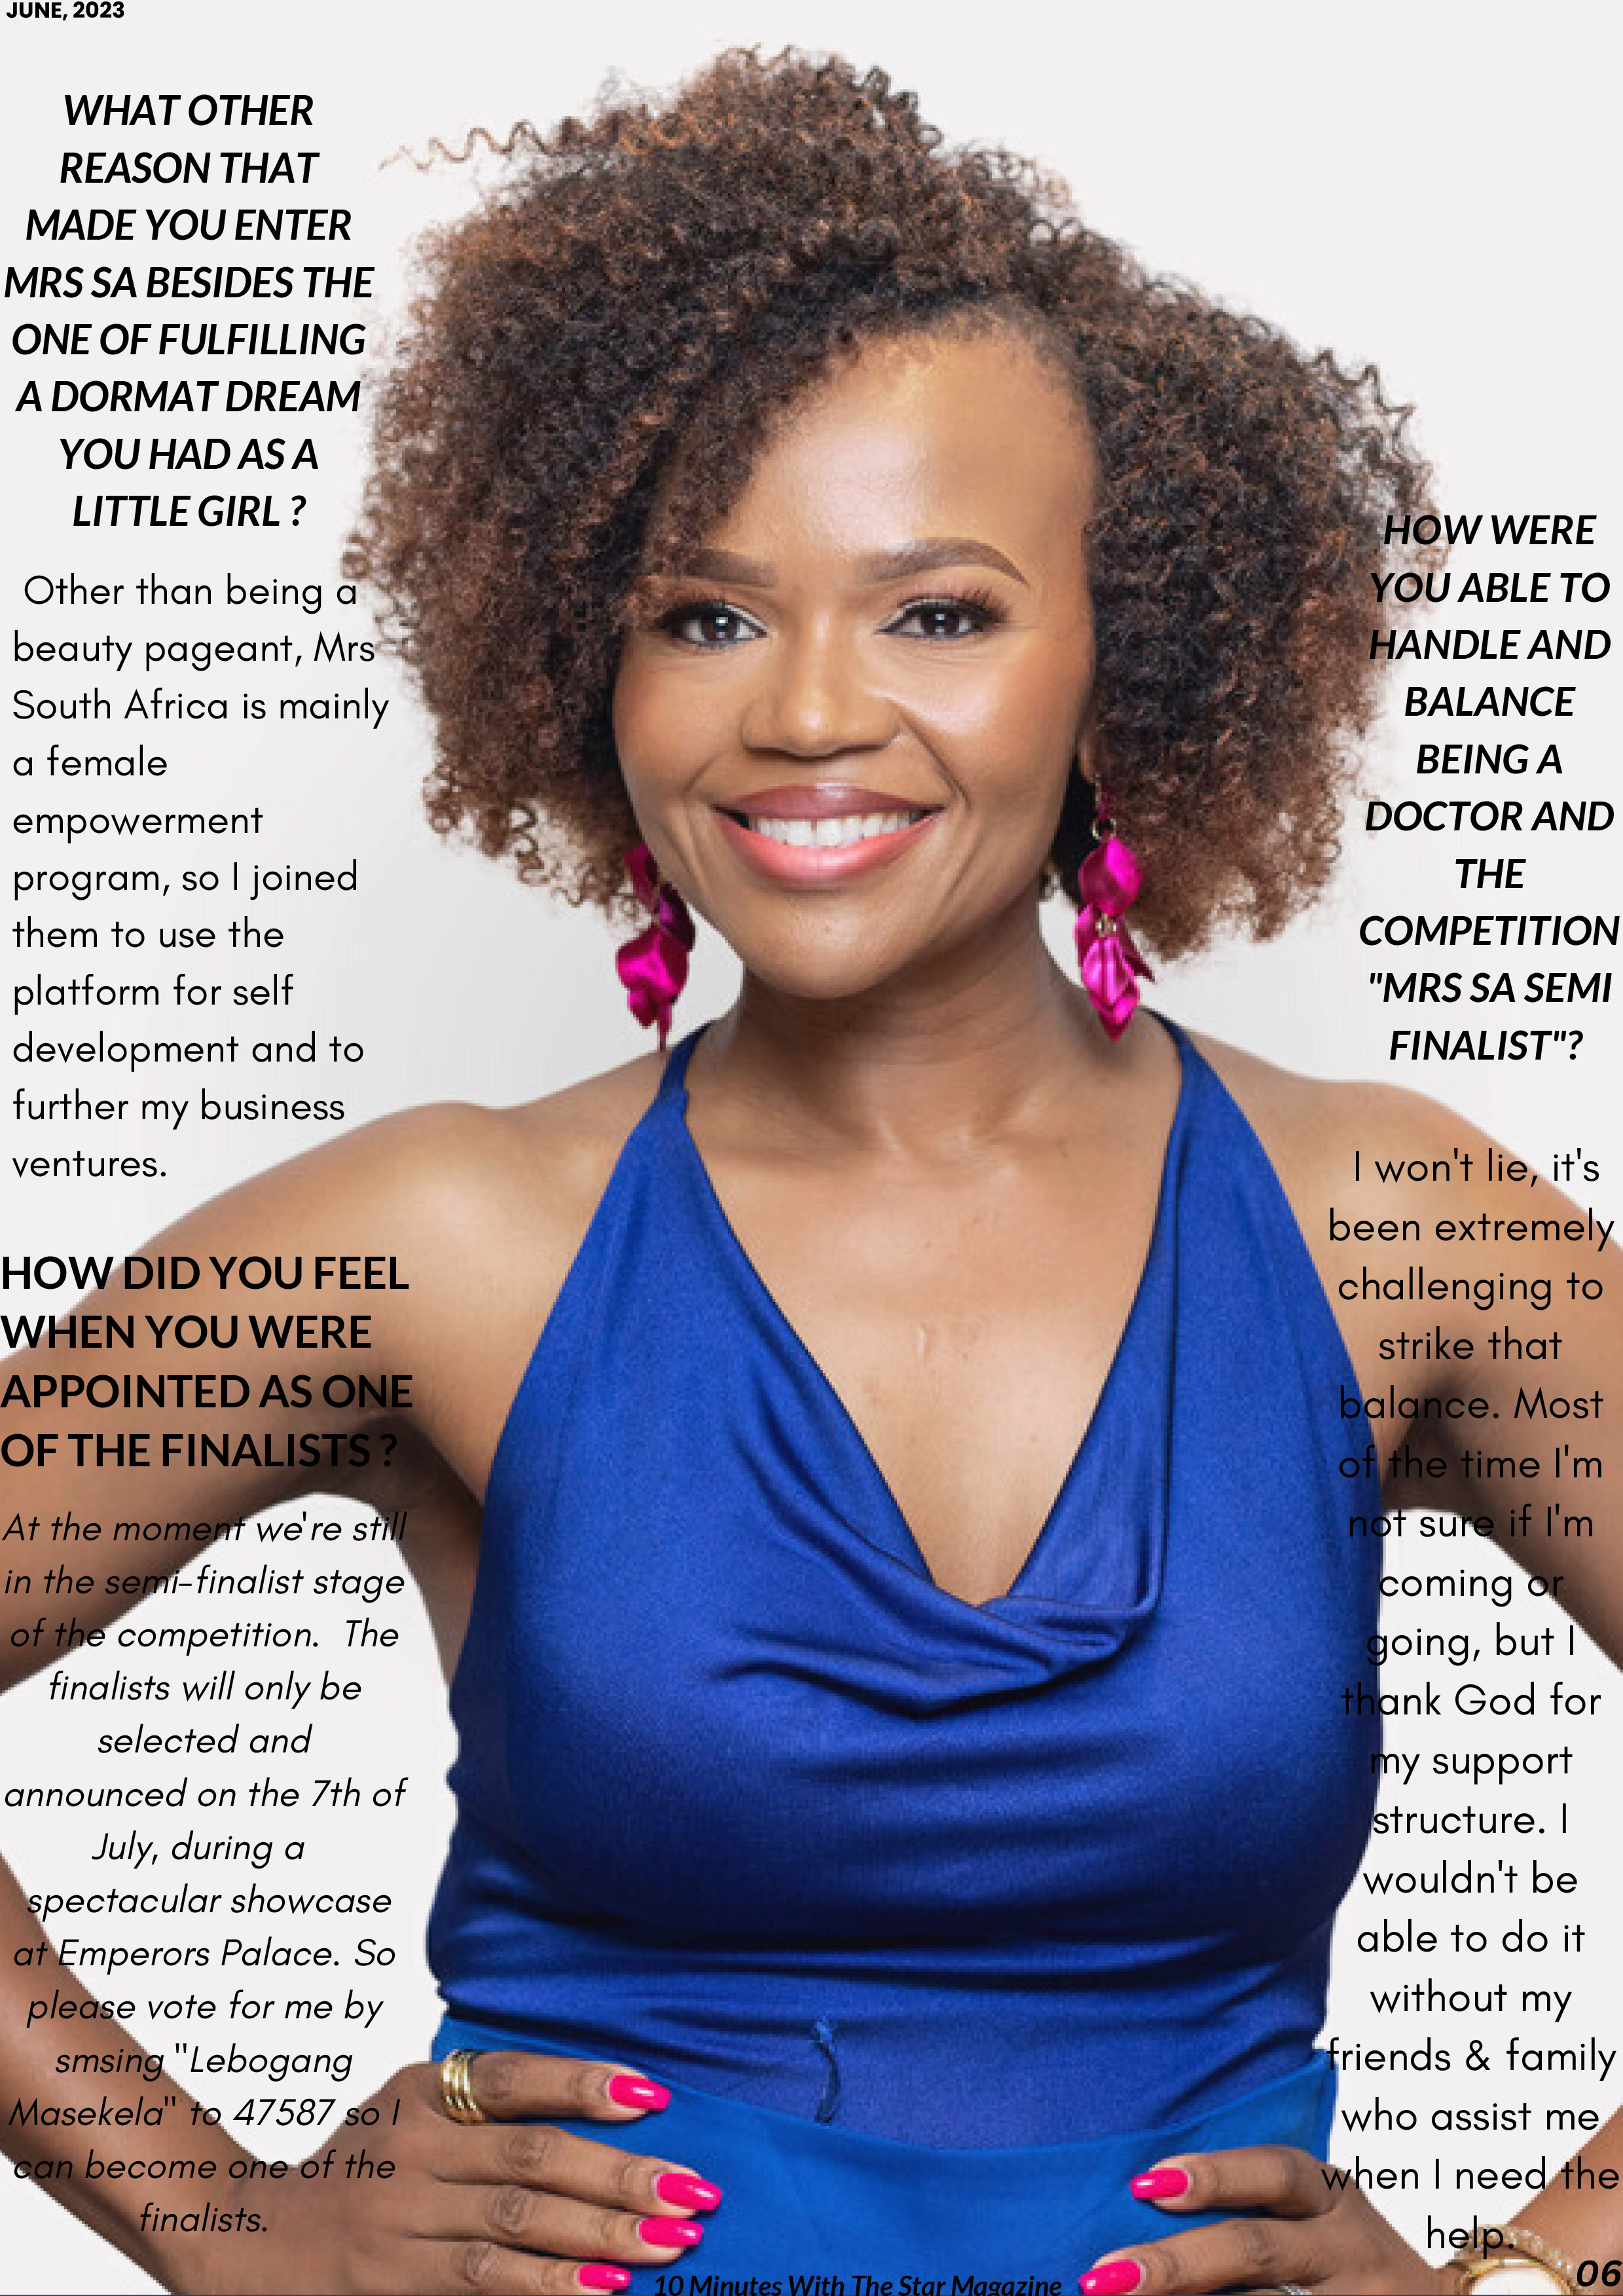 JUNE, 2023
WHAT OTHER
REASON THAT
MADE YOU ENTER
MRS SA BESIDES THE
ONE OF FULFILLING
A DORMAT DREAM
YOU HAD AS A
LITTLE GIRL ?
Other than being a
beauty pageant, Mrs
South Africa is mainly
a female
empowerment
program, so I joined
them to use the
platform for self
development and to
further my business
ventures.
HOW DID YOU FEEL
WHEN YOU WERE
APPOINTED AS ONE
OF THE FINALISTS ?
At the moment we're still
in the semi-finalist stage
of the competition. The
finalists will only be
selected and
announced on the 7th of
July, during a
spectacular showcase
at Emperors Palace. So
please vote for me by
smsing "Lebogang
Masekela" to 47587 so I
can become one of the
finalists.
HOW WERE
YOU ABLE TO
HANDLE AND
BALANCE
BEING A
DOCTOR AND
THE
COMPETITION
"MRS SA SEMI
FINALIST"?
I won't lie, it's
been extremely
challenging to
strike that
balance. Most
of the time I'm
not sure if I'm
coming or
going, but I
thank God for
my support
structure. I
wouldn't be
able to do it
without my
friends & family
who assist me
when I need the
help.
10 Minutes With The Star Magazine
06